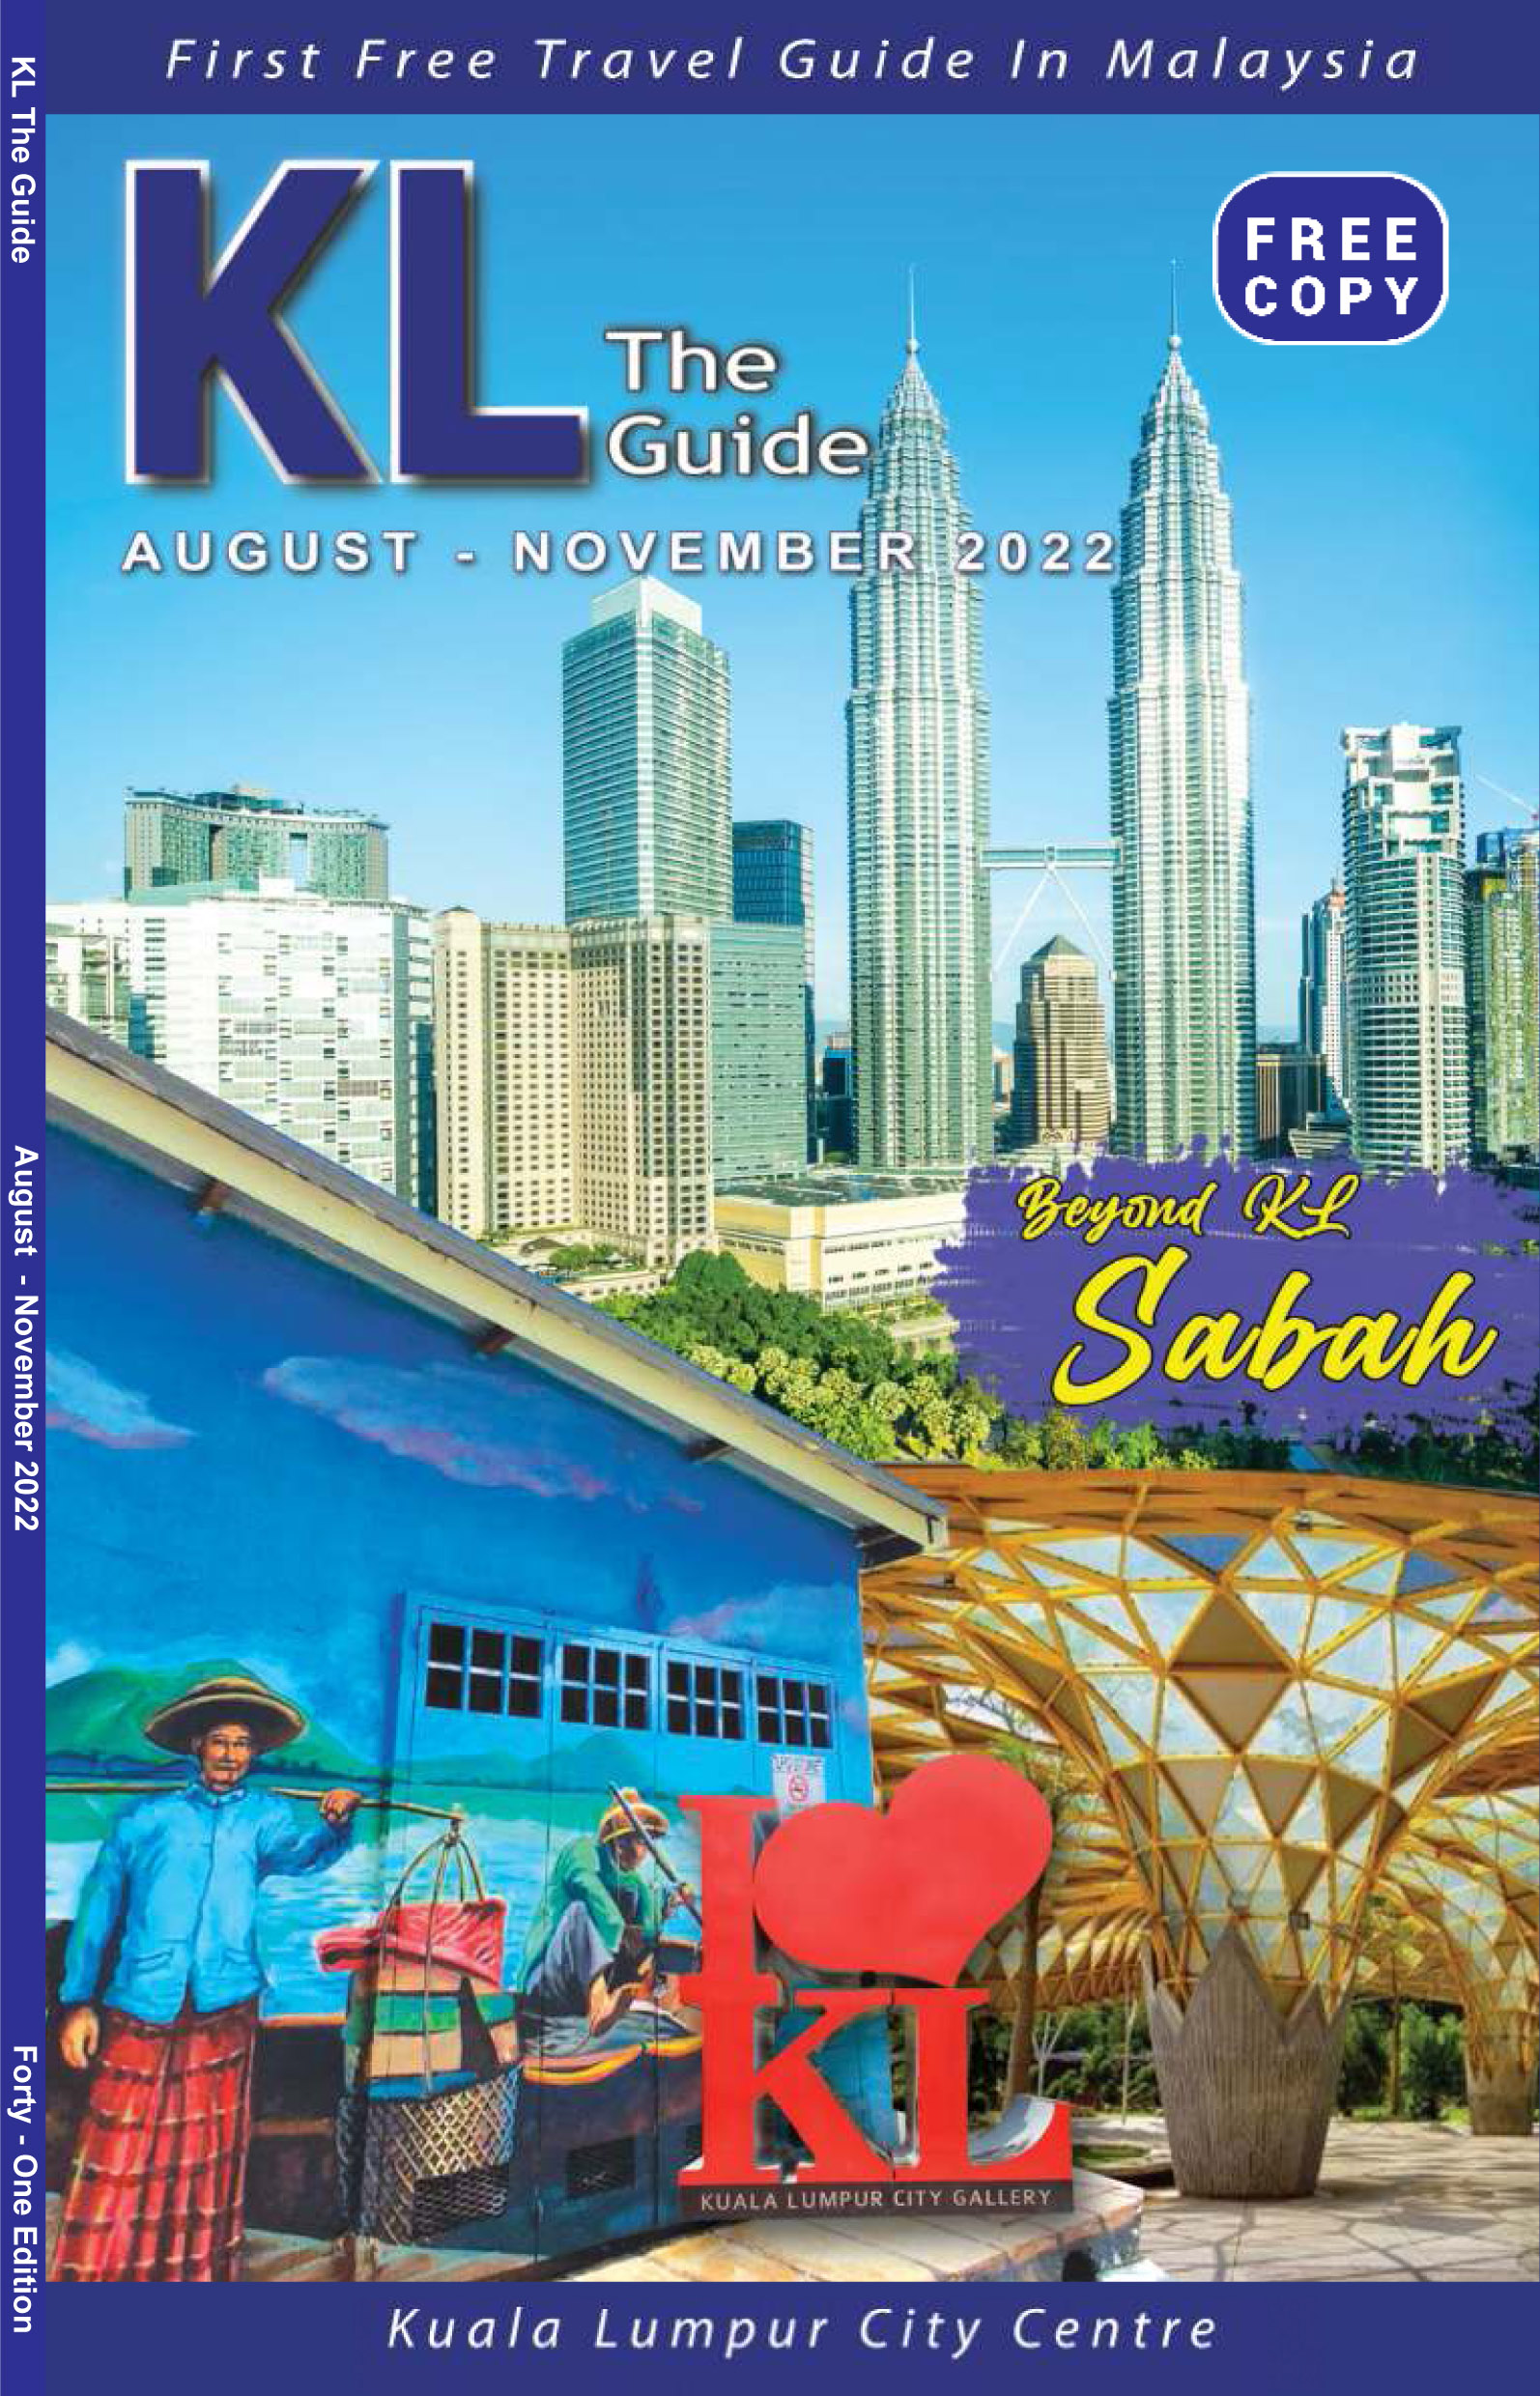 First Free Travel Guide In Malaysia
KL The Guide
August - November 2022
Forty - One Edition
KL
The
Guide
FREE
COPY
AUGUST - NOVEMBER 2022
Beyond KL
Sabah
I
KL
KUALA LUMPUR CITY GALLERY
Kuala Lumpur City Centre